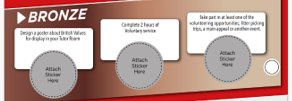 BRONZE
Design a poster about British Values
for display in your Tutor Room
Attach
Sticker
Here
Complete 2 hours of
Voluntary service
Attach
Sticker
Here
Take part in at least one of the
volunteering opportunities, litter picking
trips, a main appeal or another event.
Attach
Sticker
Here